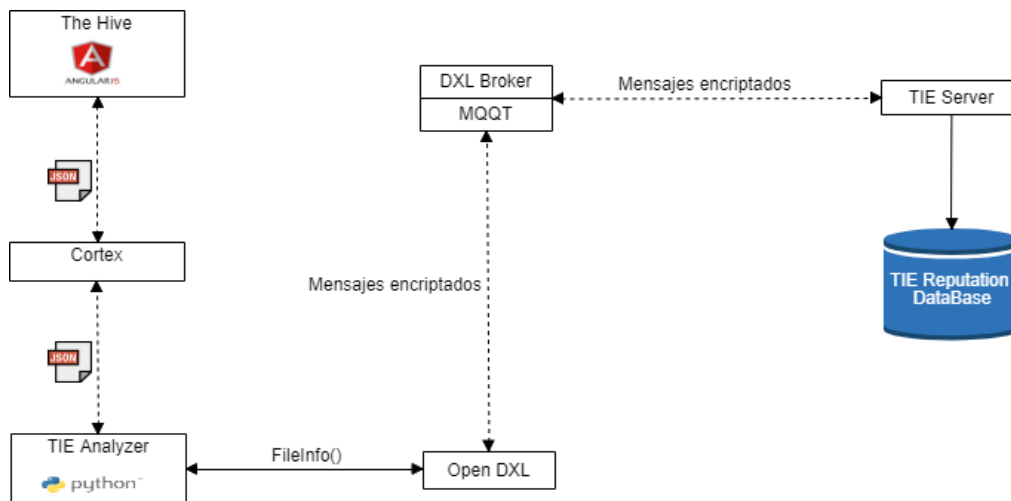 The Hive
ANGULARJS
JSON
Cortex
JSON
TIE Analyzer
python
FileInfo()
Open DXL
Mensajes encriptados
DXL Broker
MQQT
Mensajes encriptados
TIE Server
TIE Reputation
DataBase